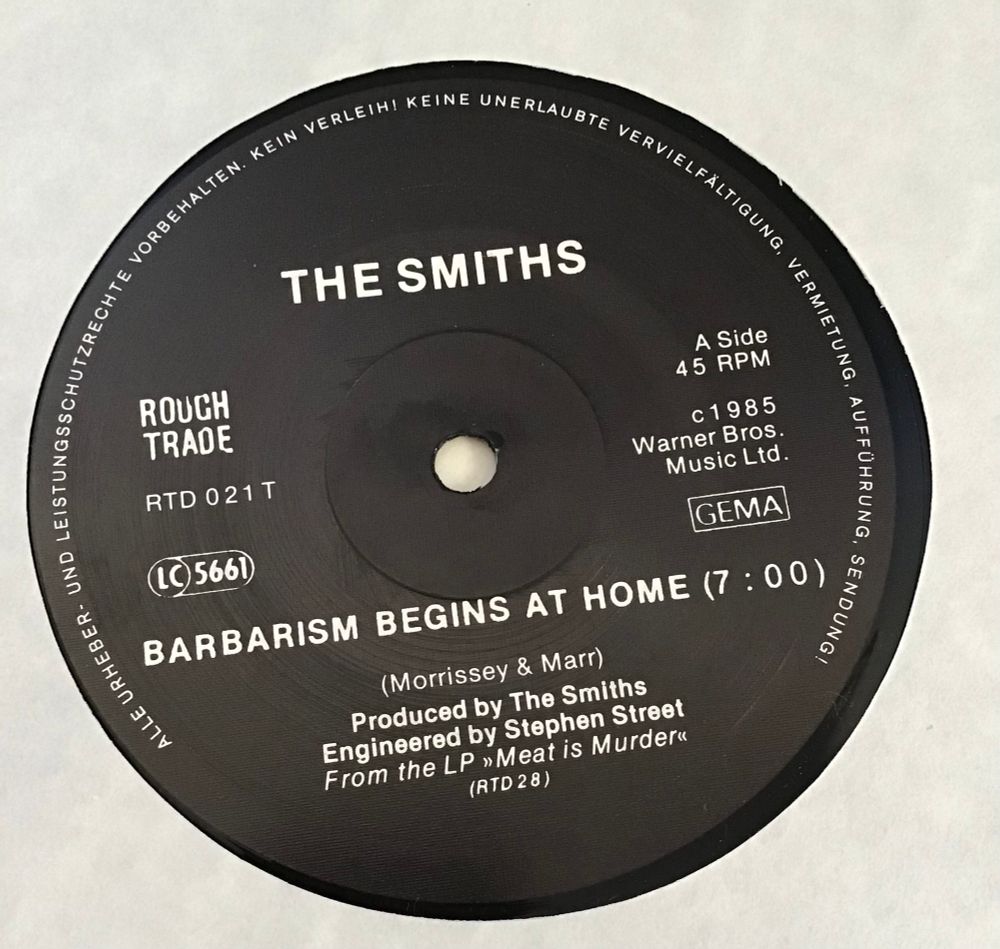 ALLE URHEBER- UND LEISTUNGSSCHUTZRECHTE VORBEHALTEN. KEIN VERLEIH! KEINE UNERLAUBTE VERVIELFÄLTIGUNG, VERMIETUNG, AUFFÜHRUNG, SENDUNG!
THE SMITHS
A Side
45 RPM
ROUGH
TRADE
c1985
Warner Bros.
Music Ltd.
RTD 021 T
GEMA
LC 5661
BARBARISM BEGINS AT HOME (7:00)
(Morrissey & Marr)
Produced by The Smiths
Engineered by Stephen Street
From the LP »Meat is Murder«
(RTD 28)